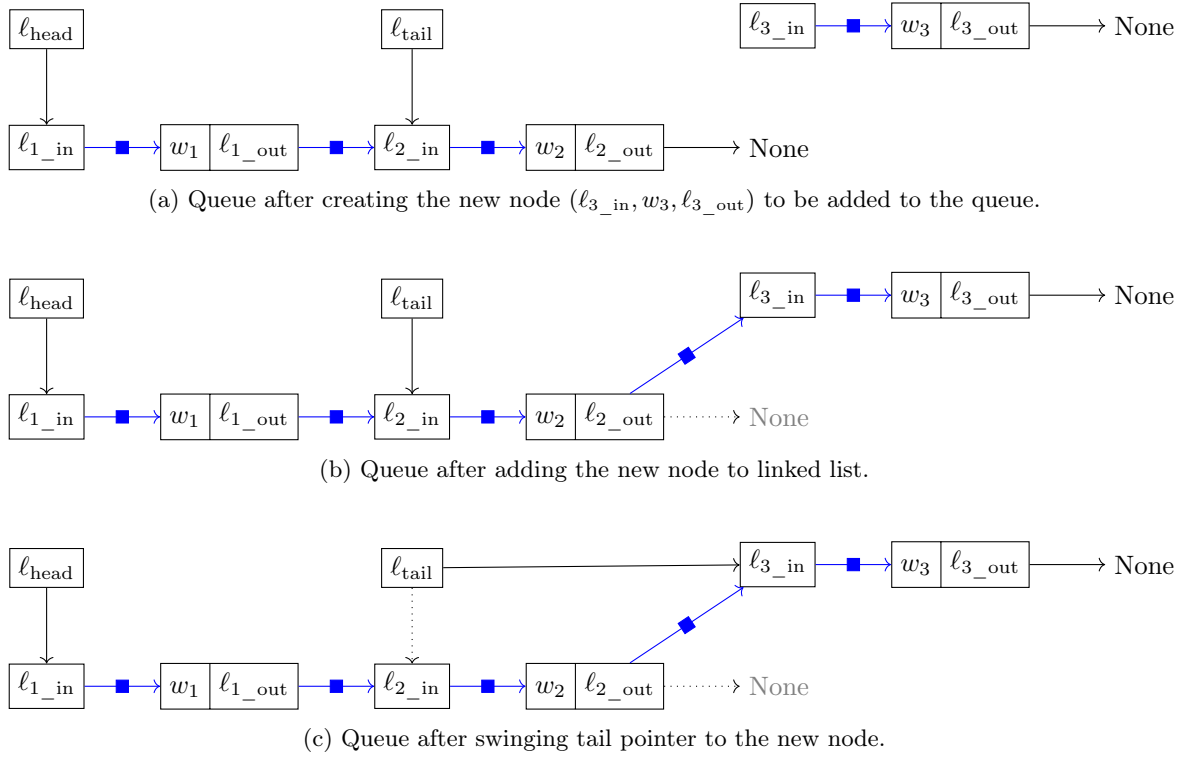 ℓhead ℓtail ℓ3_in w3 ℓ3_out None
ℓ1_in w1 ℓ1_out ℓ2_in w2 ℓ2_out None
(a) Queue after creating the new node (ℓ3_in, w3, ℓ3_out) to be added to the queue.
ℓhead ℓtail ℓ3_in w3 ℓ3_out None
ℓ1_in w1 ℓ1_out ℓ2_in w2 ℓ2_out None
(b) Queue after adding the new node to linked list.
ℓhead ℓtail ℓ3_in w3 ℓ3_out None
ℓ1_in w1 ℓ1_out ℓ2_in w2 ℓ2_out None
(c) Queue after swinging tail pointer to the new node.